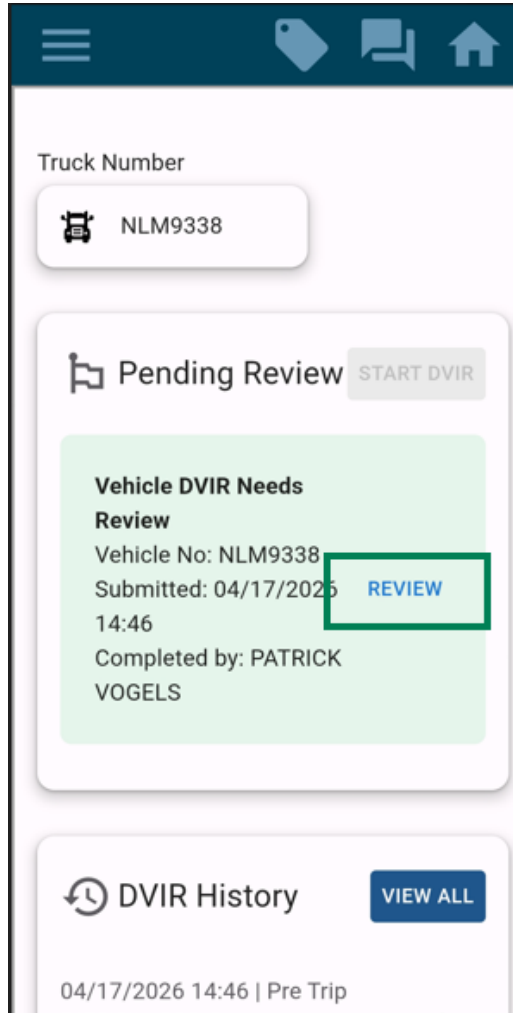 Truck Number
NLM9338
Pending Review
START DVIR
Vehicle DVIR Needs
Review
Vehicle No: NLM9338
Submitted: 04/17/2026
REVIEW
14:46
Completed by: PATRICK
VOGELS
DVIR History
VIEW ALL
04/17/2026 14:46 | Pre Trip